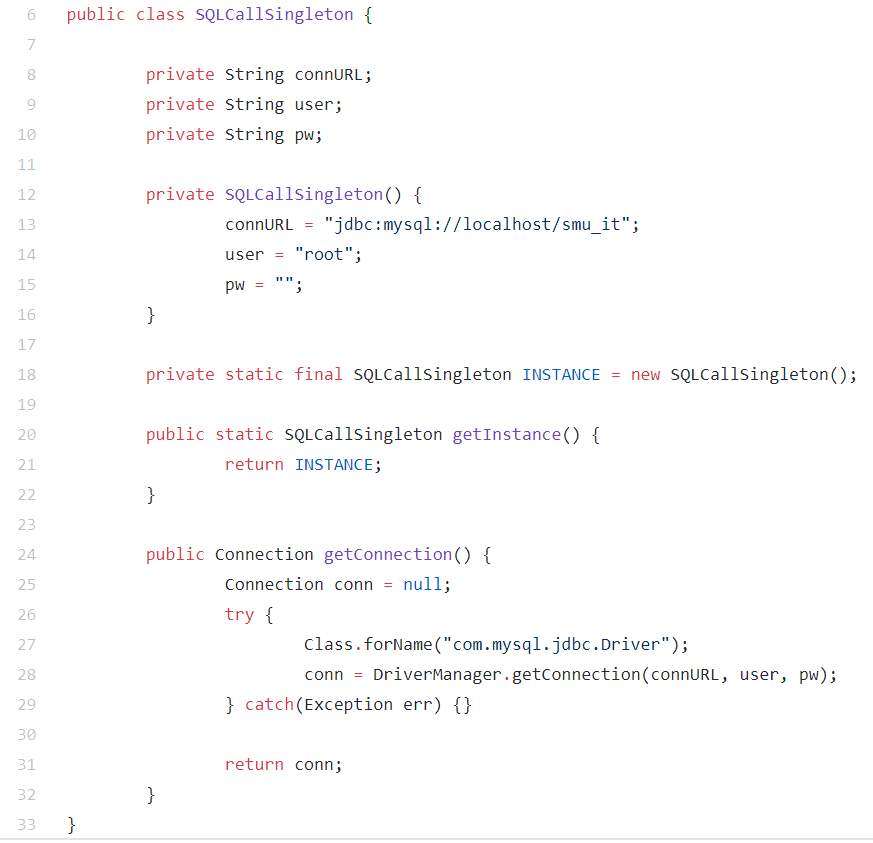 6 public class SQLCallSingleton {
7
8 private String connURL;
9 private String user;
10 private String pw;
11
12 private SQLCallSingleton() {
13 connURL = "jdbc:mysql://localhost/smu_it";
14 user = "root";
15 pw = "";
16 }
17
18 private static final SQLCallSingleton INSTANCE = new SQLCallSingleton();
19
20 public static SQLCallSingleton getInstance() {
21 return INSTANCE;
22 }
23
24 public Connection getConnection() {
25 Connection conn = null;
26 try {
27 Class.forName("com.mysql.jdbc.Driver");
28 conn = DriverManager.getConnection(connURL, user, pw);
29 } catch(Exception err) {}
30
31 return conn;
32 }
33 }